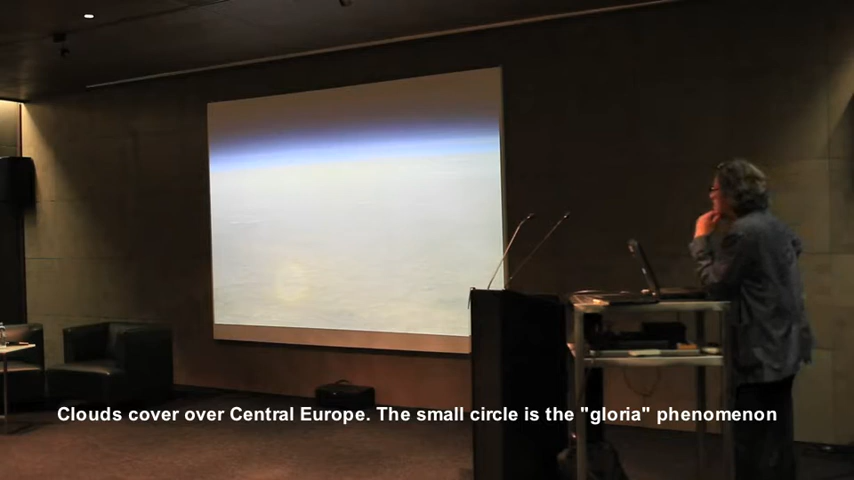 Clouds cover over Central Europe. The small circle is the "gloria" phenomenon